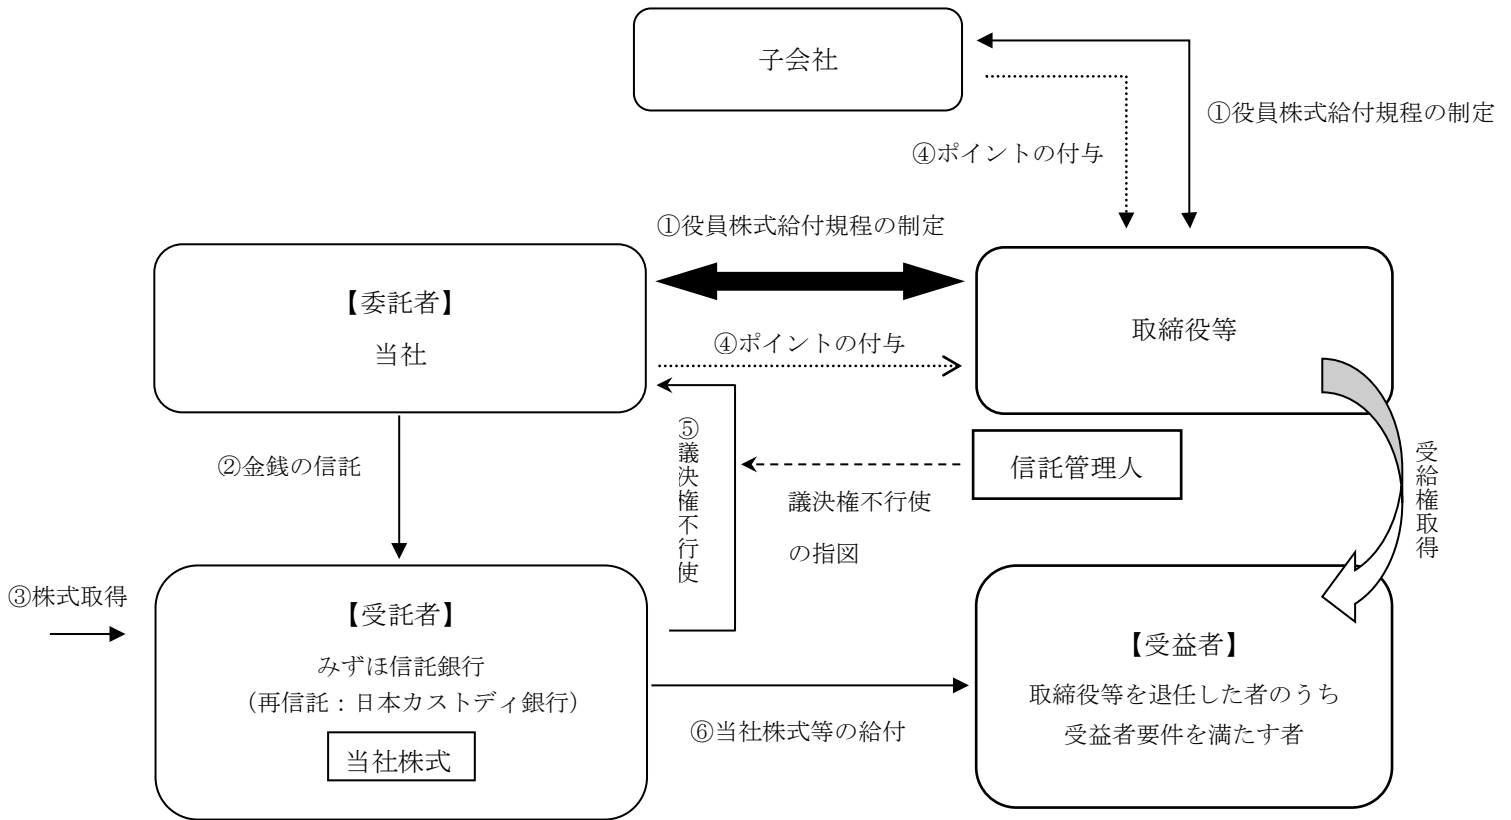 子会社
①役員株式給付規程の制定
④ポイントの付与
①役員株式給付規程の制定
【委託者】
当社
④ポイントの付与
取締役等
②金銭の信託
⑤議決権不行使
信託管理人
議決権不行使
の指図
受給権取得
③株式取得
【受託者】
みずほ信託銀行
（再信託：日本カストディ銀行）
当社株式
⑥当社株式等の給付
【受益者】
取締役等を退任した者のうち
受益者要件を満たす者